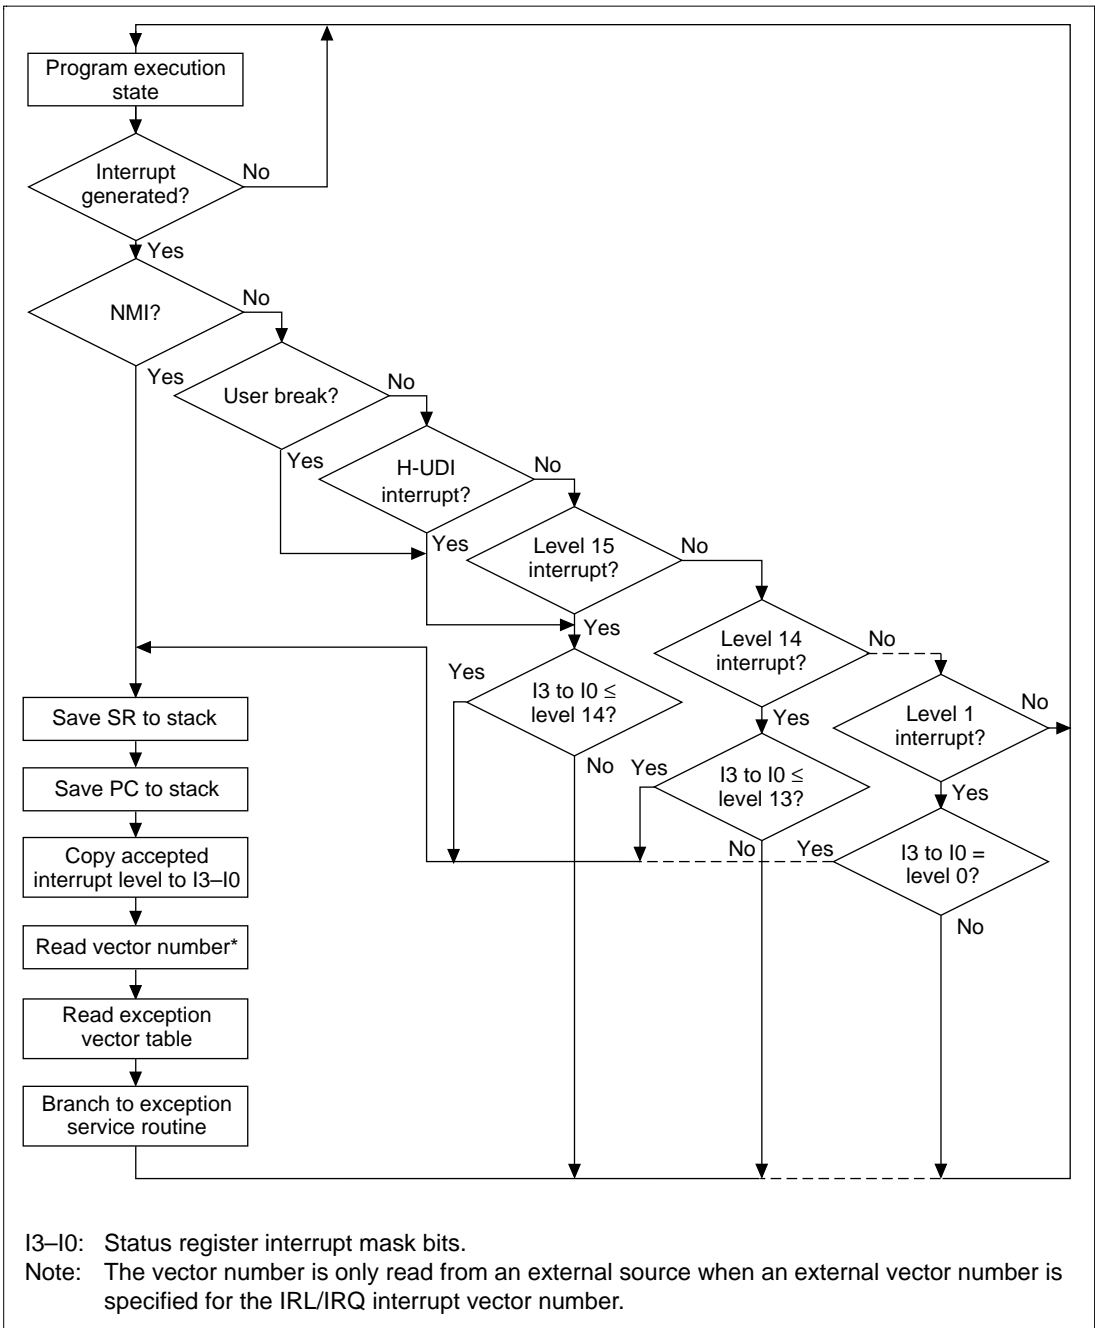 Program execution
state
Interrupt
generated?
No
Yes
NMI?
No
Yes
User break?
No
Yes
H-UDI
interrupt?
No
Yes
Level 15
interrupt?
No
Yes
Level 14
interrupt?
No
Yes
I3 to I0 ≤
level 14?
Yes
No
Level 1
interrupt?
No
Yes
I3 to I0 ≤
level 13?
Yes
No
I3 to I0 =
level 0?
Yes
No
Save SR to stack
Save PC to stack
Copy accepted
interrupt level to I3–I0
Read vector number*
Read exception
vector table
Branch to exception
service routine
I3–I0: Status register interrupt mask bits.
Note: The vector number is only read from an external source when an external vector number is
specified for the IRL/IRQ interrupt vector number.